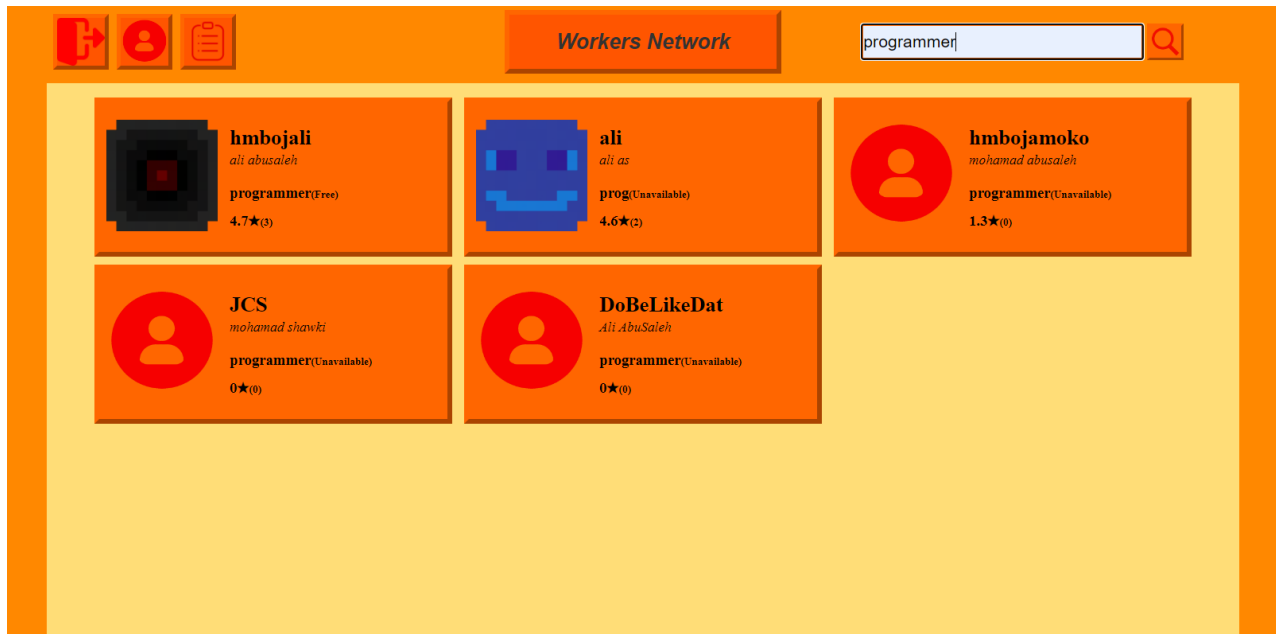 Workers Network
programmer
hmbojali
ali abusaleh
programmer(Free)
4.7★(3)
ali
ali as
prog(Unavailable)
4.6★(2)
hmbojamoko
mohamad abusaleh
programmer(Unavailable)
1.3★(0)
JCS
mohamad shawki
programmer(Unavailable)
0★(0)
DoBeLikeDat
Ali AbuSaleh
programmer(Unavailable)
0★(0)